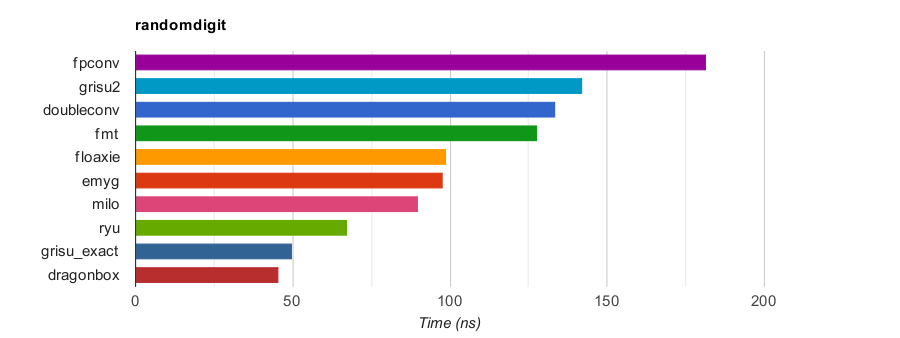 randomdigit
fpconv
grisu2
doubleconv
fmt
floaxie
emyg
milo
ryu
grisu_exact
dragonbox
0 50 100 150 200
Time (ns)